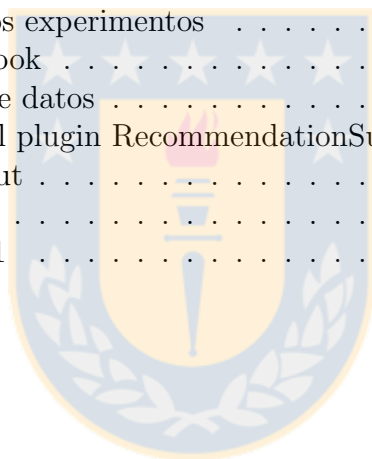 os experimentos . . . . . .
ook . . . . . . . . . . . . .
e datos . . . . . . . . . . .
l plugin RecommendationSu
ut . . . . . . . . . . . . . .
. . . . . . . . . . . . . . .
. . . . . . . . . . . . . .